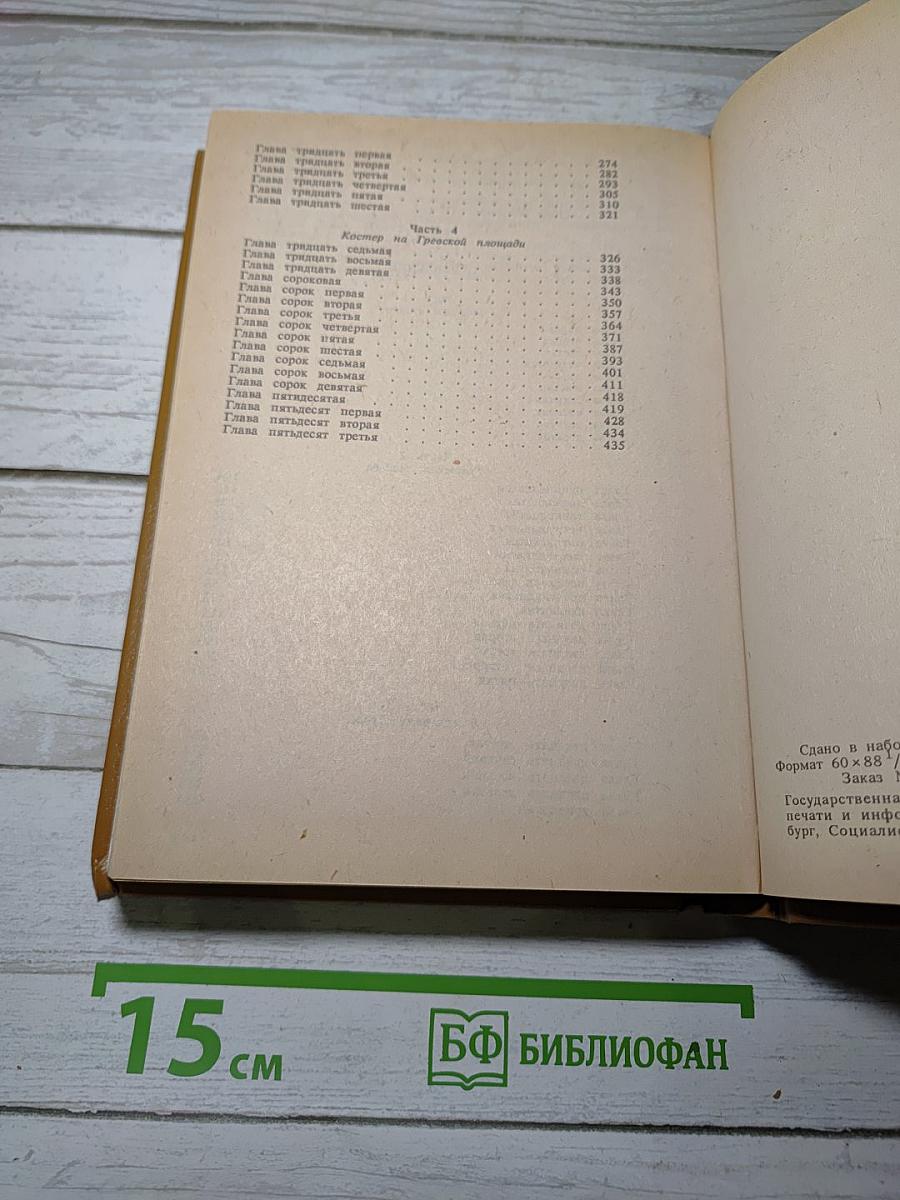 Глава тридцать первая . . . 274
Глава тридцать вторая . . . 282
Глава тридцать третья . . . 293
Глава тридцать четвертая . . . 305
Глава тридцать пятая . . . 310
Глава тридцать шестая . . . 321
Часть 4
Костер на Гревской площади
Глава тридцать седьмая . . . 326
Глава тридцать восьмая . . . 333
Глава тридцать девятая . . . 338
Глава сороковая . . . 343
Глава сорок первая . . . 350
Глава сорок вторая . . . 357
Глава сорок третья . . . 364
Глава сорок четвертая . . . 371
Глава сорок пятая . . . 387
Глава сорок шестая . . . 393
Глава сорок седьмая . . . 401
Глава сорок восьмая . . . 411
Глава сорок девятая . . . 418
Глава пятидесятая . . . 419
Глава пятьдесят первая . . . 428
Глава пятьдесят вторая . . . 434
Глава пятьдесят третья . . . 435
Сдано в набо
Формат 60×88 1/
Заказ
Государственна
печати и инфо
бург, Социалис
15 см
БФ БИБЛИОФАН